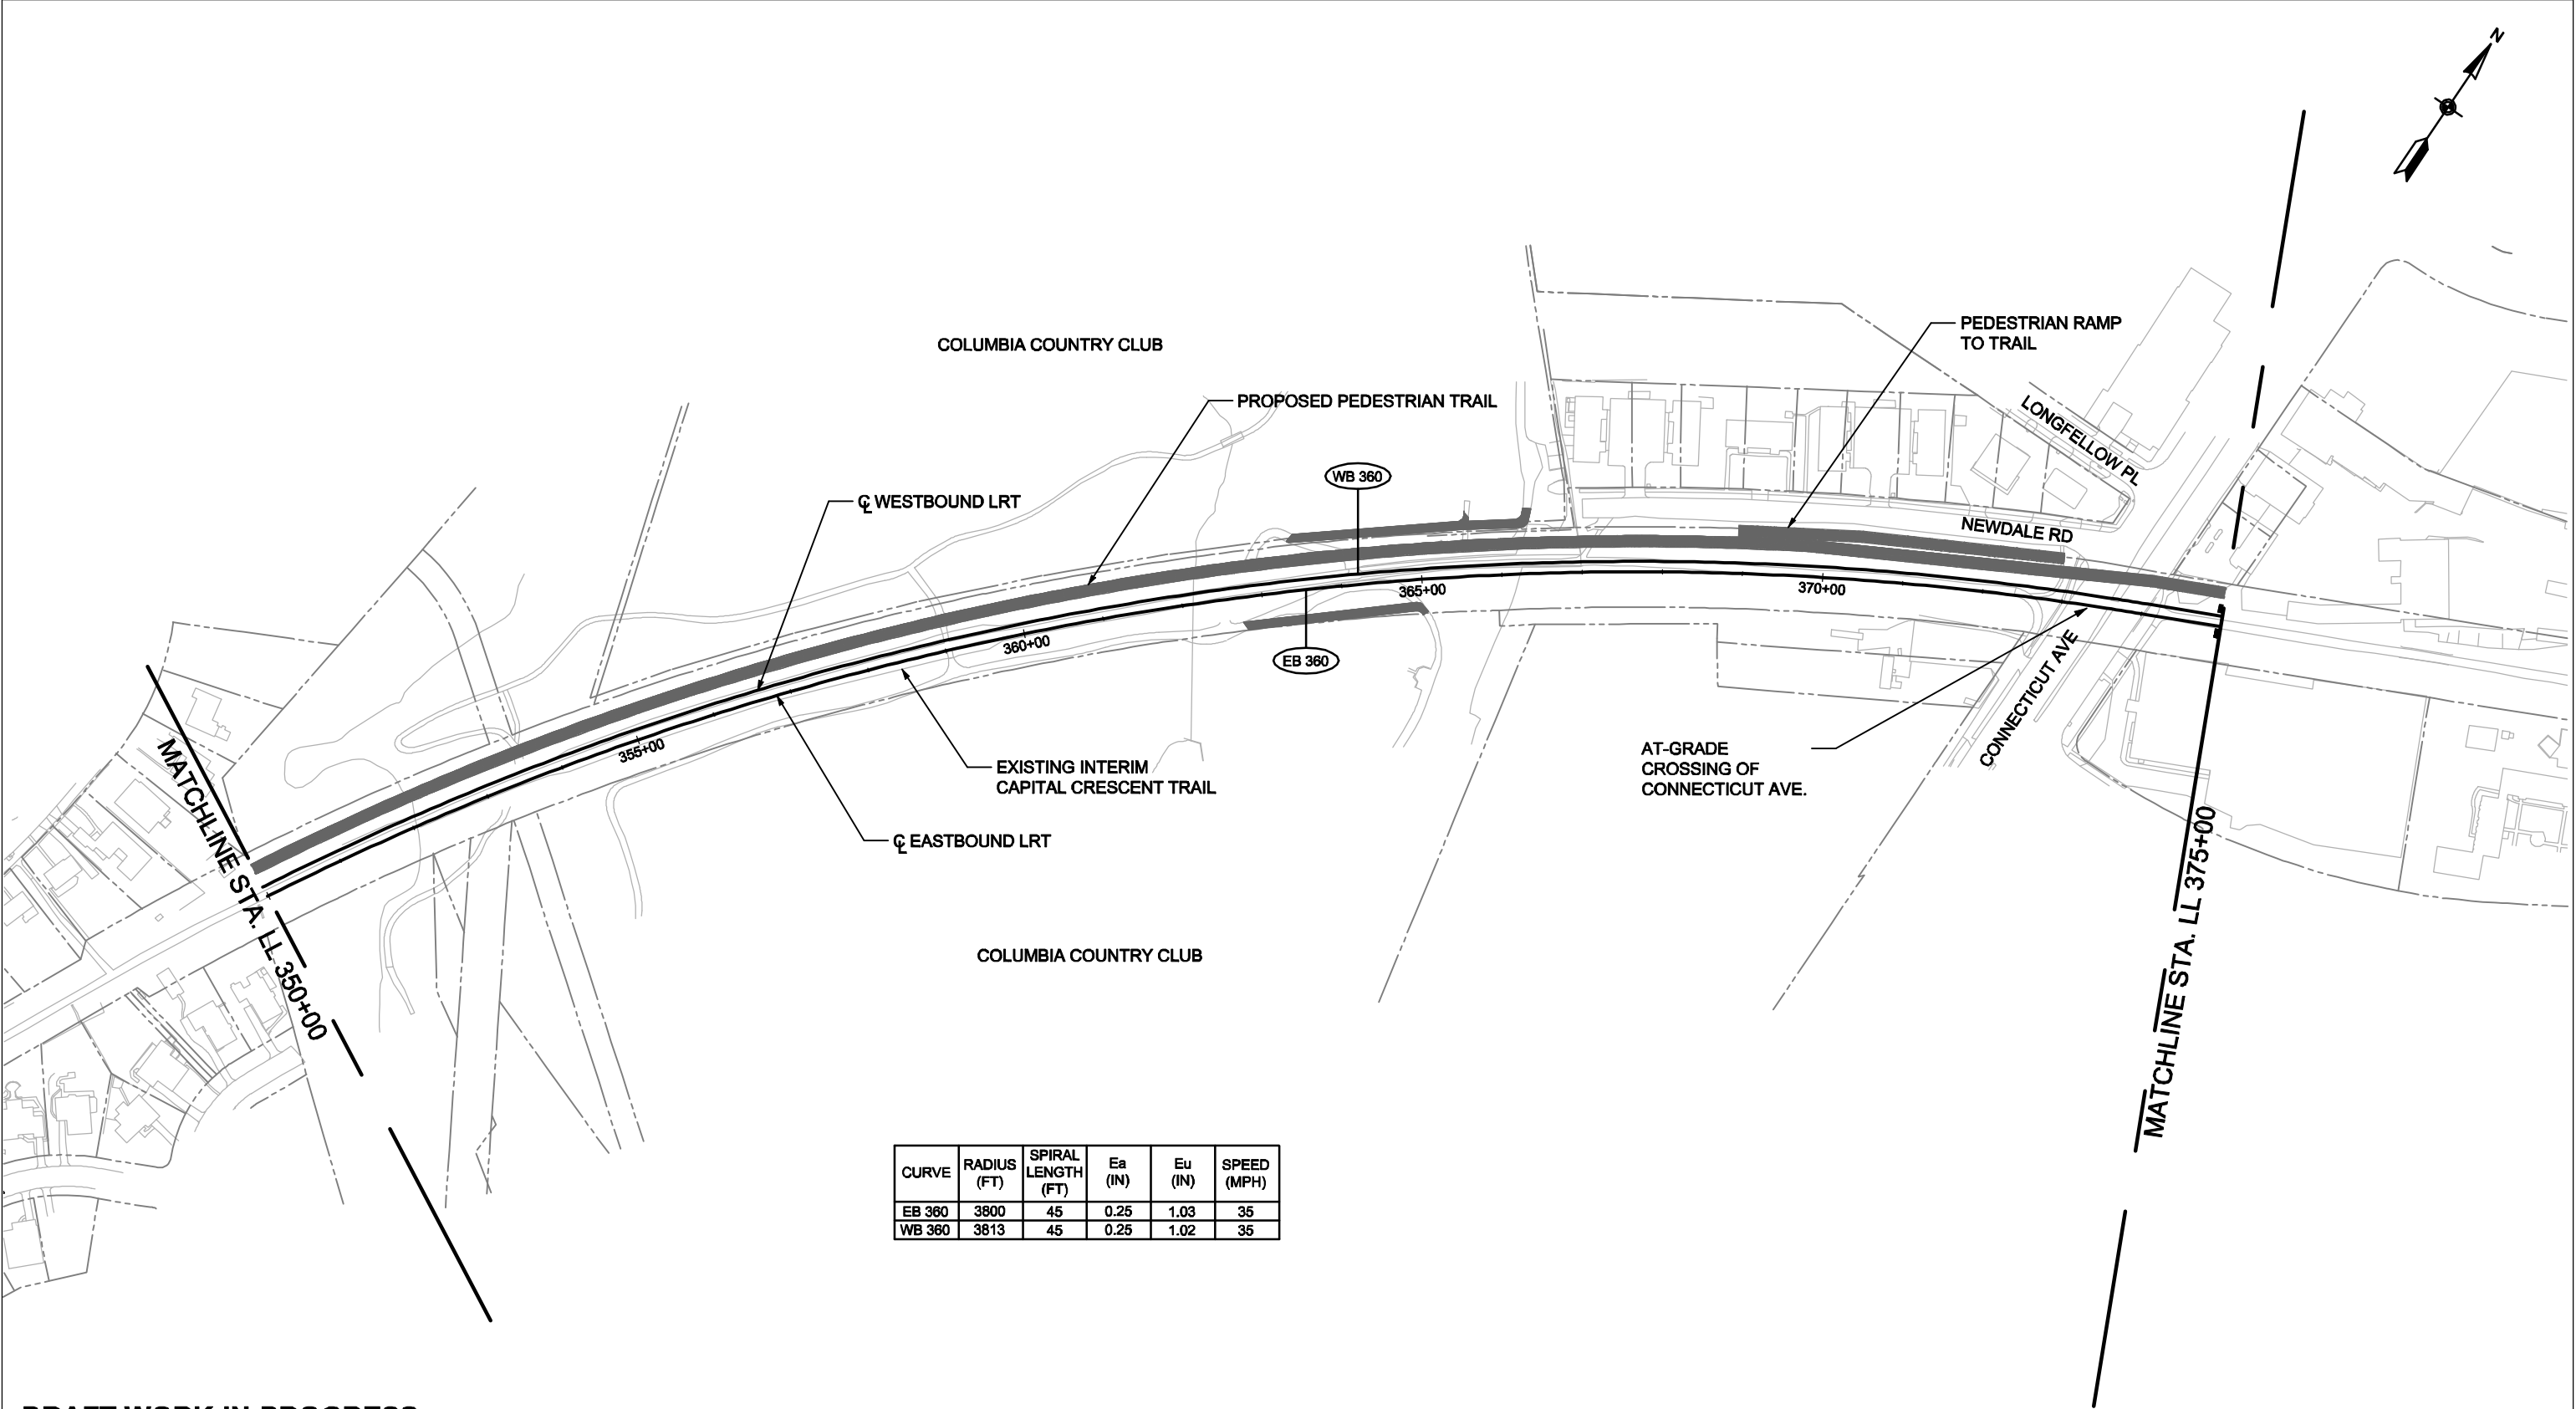 N
COLUMBIA COUNTRY CLUB
PEDESTRIAN RAMP
TO TRAIL
PROPOSED PEDESTRIAN TRAIL
LONGFELLOW PL
WB 360
℄ WESTBOUND LRT
NEWDALE RD
365+00
370+00
360+00
EB 360
CONNECTICUT AVE
355+00
MATCHLINE STA. LL 350+00
EXISTING INTERIM
CAPITAL CRESCENT TRAIL
AT-GRADE
CROSSING OF
CONNECTICUT AVE.
℄ EASTBOUND LRT
MATCHLINE STA. LL 375+00
COLUMBIA COUNTRY CLUB
CURVE RADIUS (FT) SPIRAL LENGTH (FT) Ea (IN) Eu (IN) SPEED (MPH)
EB 360 3800 45 0.25 1.03 35
WB 360 3813 45 0.25 1.02 35
DRAFT WORK IN PROGRESS